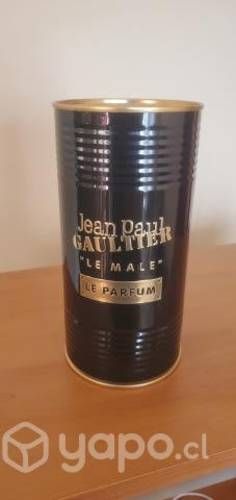 Jean Paul
GAULTIER
"LE MALE"
LE PARFUM
yapo.cl